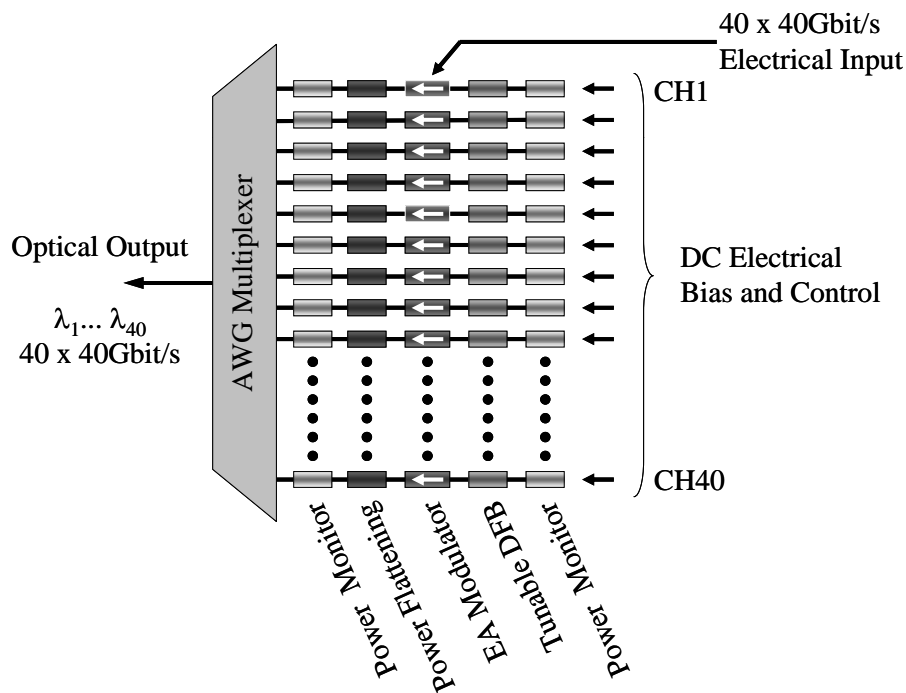 40 x 40Gbit/s
Electrical Input
CH1
Optical Output
λ1... λ40
40 x 40Gbit/s
AWG Multiplexer
DC Electrical
Bias and Control
CH40
Power Monitor
Power Flattening
EA Modulator
Tunable DFB
Power Monitor